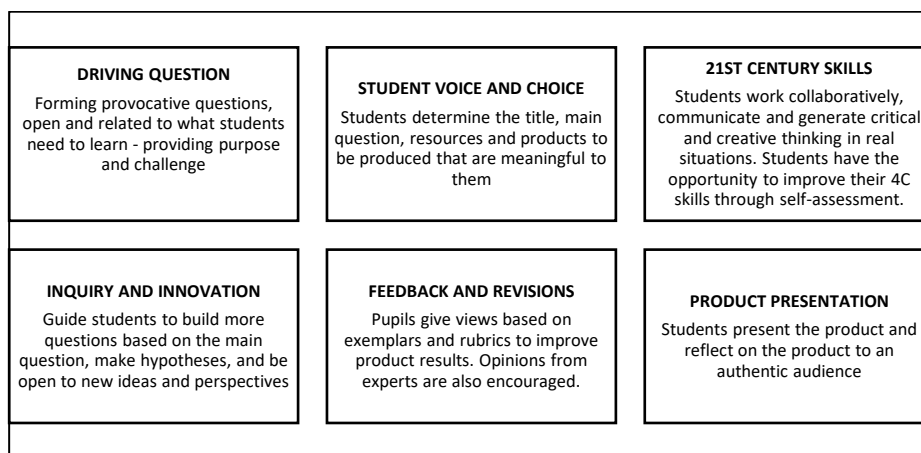 DRIVING QUESTION
Forming provocative questions,
open and related to what students
need to learn - providing purpose
and challenge
STUDENT VOICE AND CHOICE
Students determine the title, main
question, resources and products to
be produced that are meaningful to
them
21ST CENTURY SKILLS
Students work collaboratively,
communicate and generate critical
and creative thinking in real
situations. Students have the
opportunity to improve their 4C
skills through self-assessment.
INQUIRY AND INNOVATION
Guide students to build more
questions based on the main
question, make hypotheses, and be
open to new ideas and perspectives
FEEDBACK AND REVISIONS
Pupils give views based on
exemplars and rubrics to improve
product results. Opinions from
experts are also encouraged.
PRODUCT PRESENTATION
Students present the product and
reflect on the product to an
authentic audience